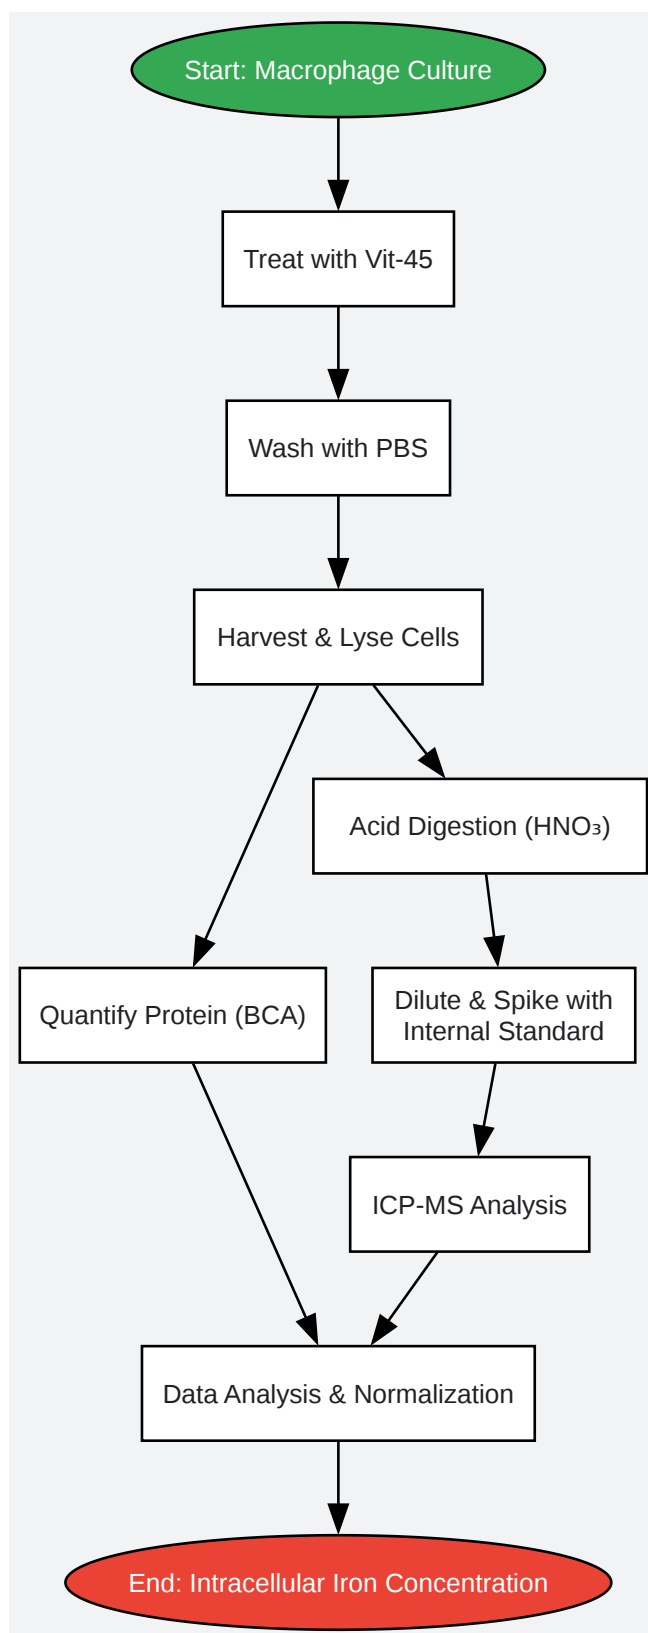 Start: Macrophage Culture
Treat with Vit-45
Wash with PBS
Harvest & Lyse Cells
Acid Digestion (HNO₃)
Quantify Protein (BCA)
Dilute & Spike with
Internal Standard
ICP-MS Analysis
Data Analysis & Normalization
End: Intracellular Iron Concentration